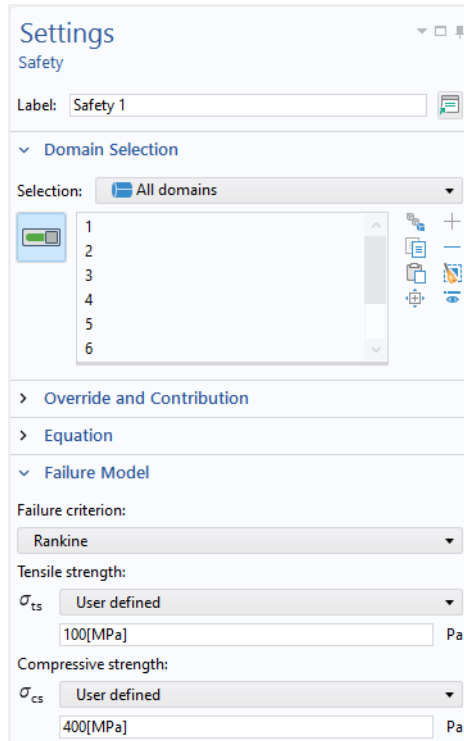 Settings
Safety
Label: Safety 1
Domain Selection
Selection: All domains
1
2
3
4
5
6
Override and Contribution
Equation
Failure Model
Failure criterion:
Rankine
Tensile strength:
σts User defined
100[MPa] Pa
Compressive strength:
σcs User defined
400[MPa] Pa